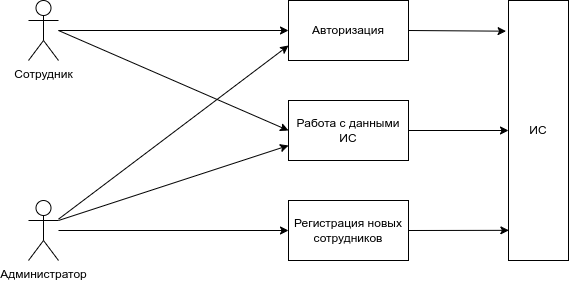 Авторизация
Сотрудник
Работа с данными
ИС
ИС
Регистрация новых
сотрудников
Администратор